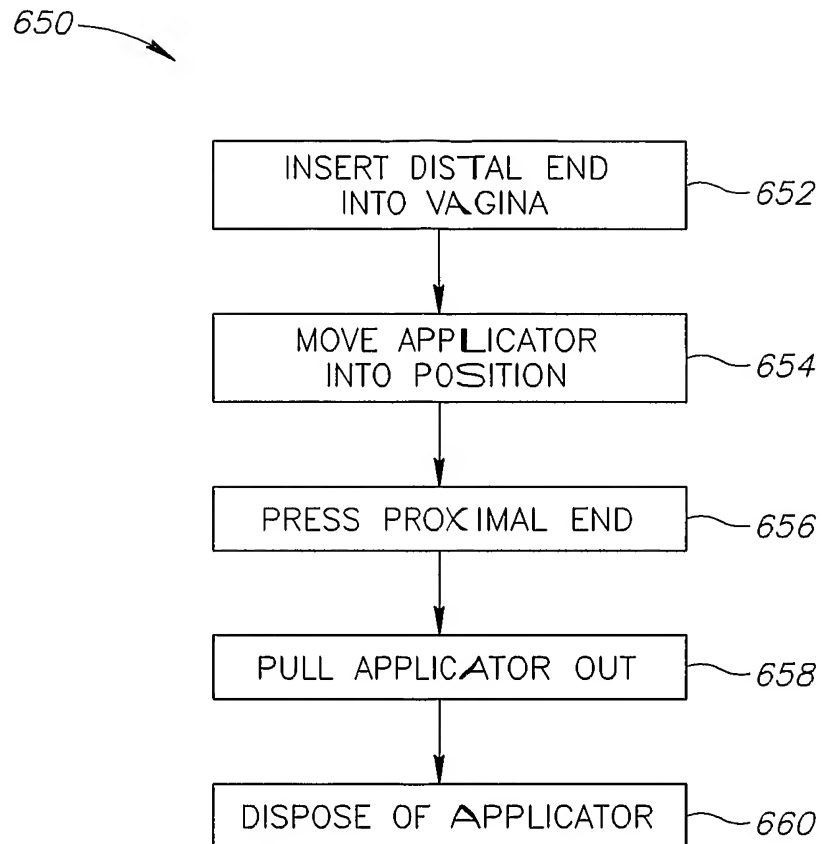 650
INSERT DISTAL END
INTO VAGINA
652
MOVE APPLICATOR
INTO POSITION
654
PRESS PROXIMAL END
656
PULL APPLICATOR OUT
658
DISPOSE OF APPLICATOR
660